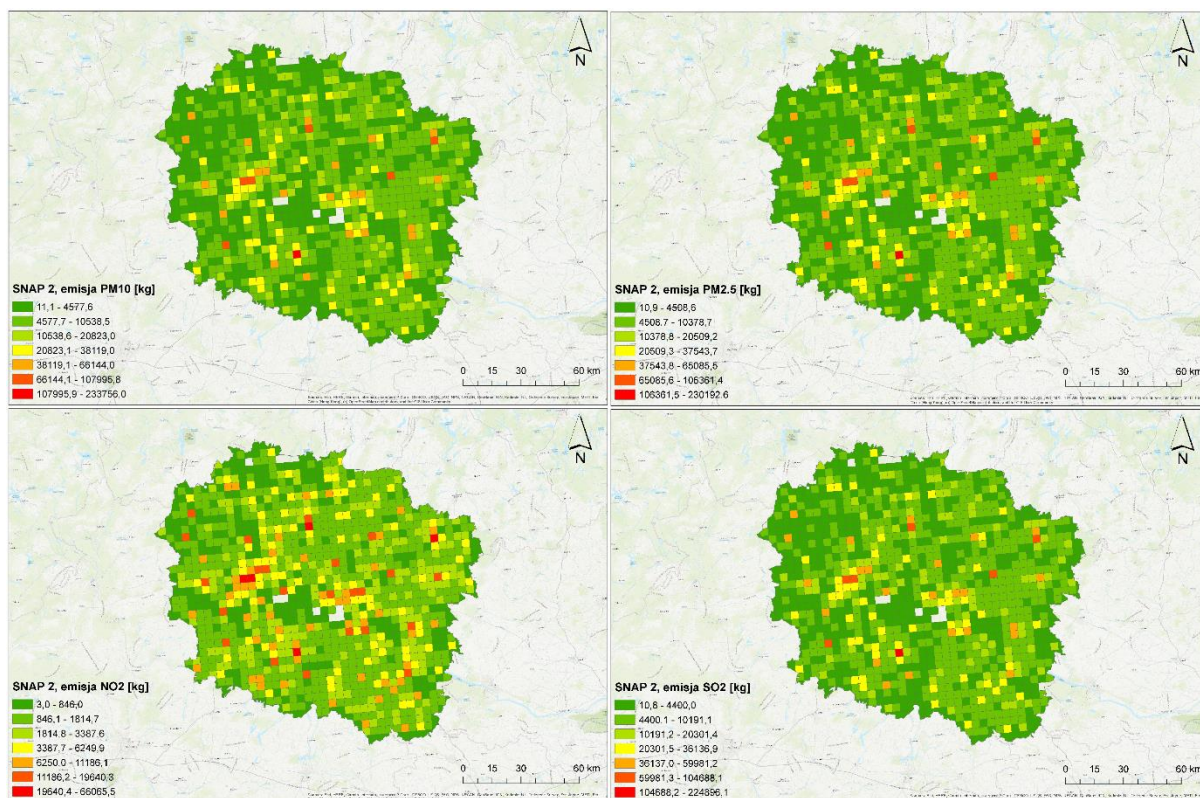 N
SNAP 2, emisja PM10 [kg]
11,1 - 4577,6
4577,7 - 10538,5
10538,6 - 20823,0
20823,1 - 38119,0
38119,1 - 66144,0
66144,1 - 107995,8
107995,9 - 233756,0
0 15 30 60 km
N
SNAP 2, emisja PM2.5 [kg]
10,9 - 4508,6
4508.7 - 10378,7
10378,8 - 20509,2
20509,3 - 37543,7
37543,8 - 65085,5
65085,6 - 106361,4
106361,5 - 230192.6
0 15 30 60 km
N
SNAP 2, emisja NO2 [kg]
3,0 - 846,0
846,1 - 1814,7
1814,8 - 3387,6
3387,7 - 6249,9
6250,0 - 11186,1
11186,2 - 19640,3
19640,4 - 66065,5
0 15 30 60 km
N
SNAP 2, emisja SO2 [kg]
10,8 - 4400,0
4400.1 - 10191,1
10191,2 - 20301,4
20301,5 - 36136,9
36137,0 - 59981,2
59981,3 - 104688,1
104688,2 - 224896,1
0 15 30 60 km